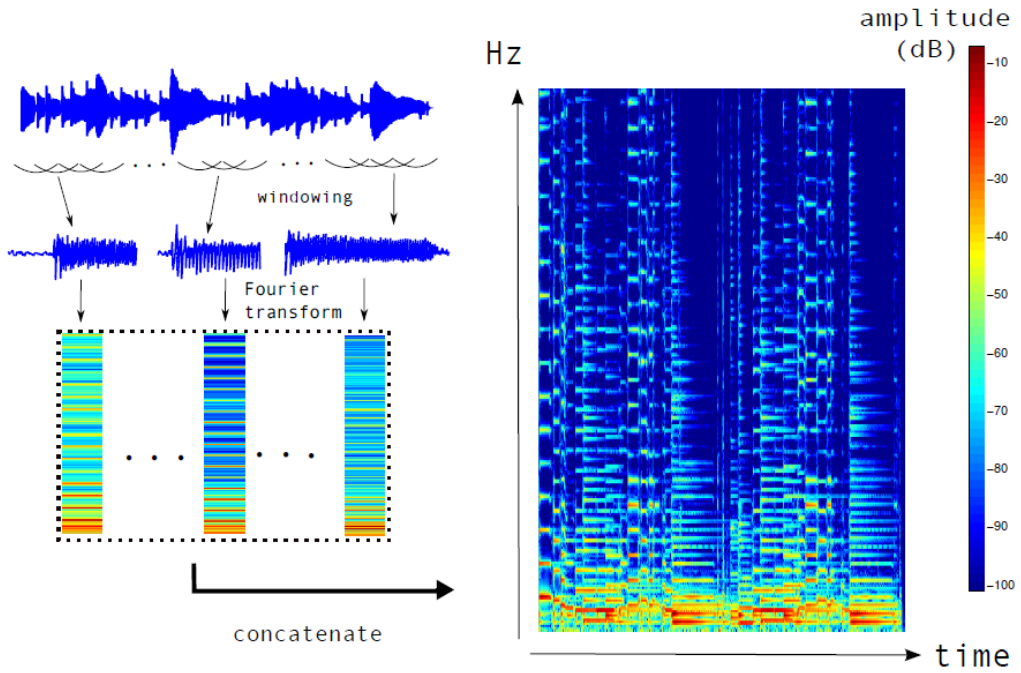 amplitude
(dB)
Hz
windowing
Fourier
transform
concatenate
time
-10
-20
-30
-40
-50
-60
-70
-80
-90
-100